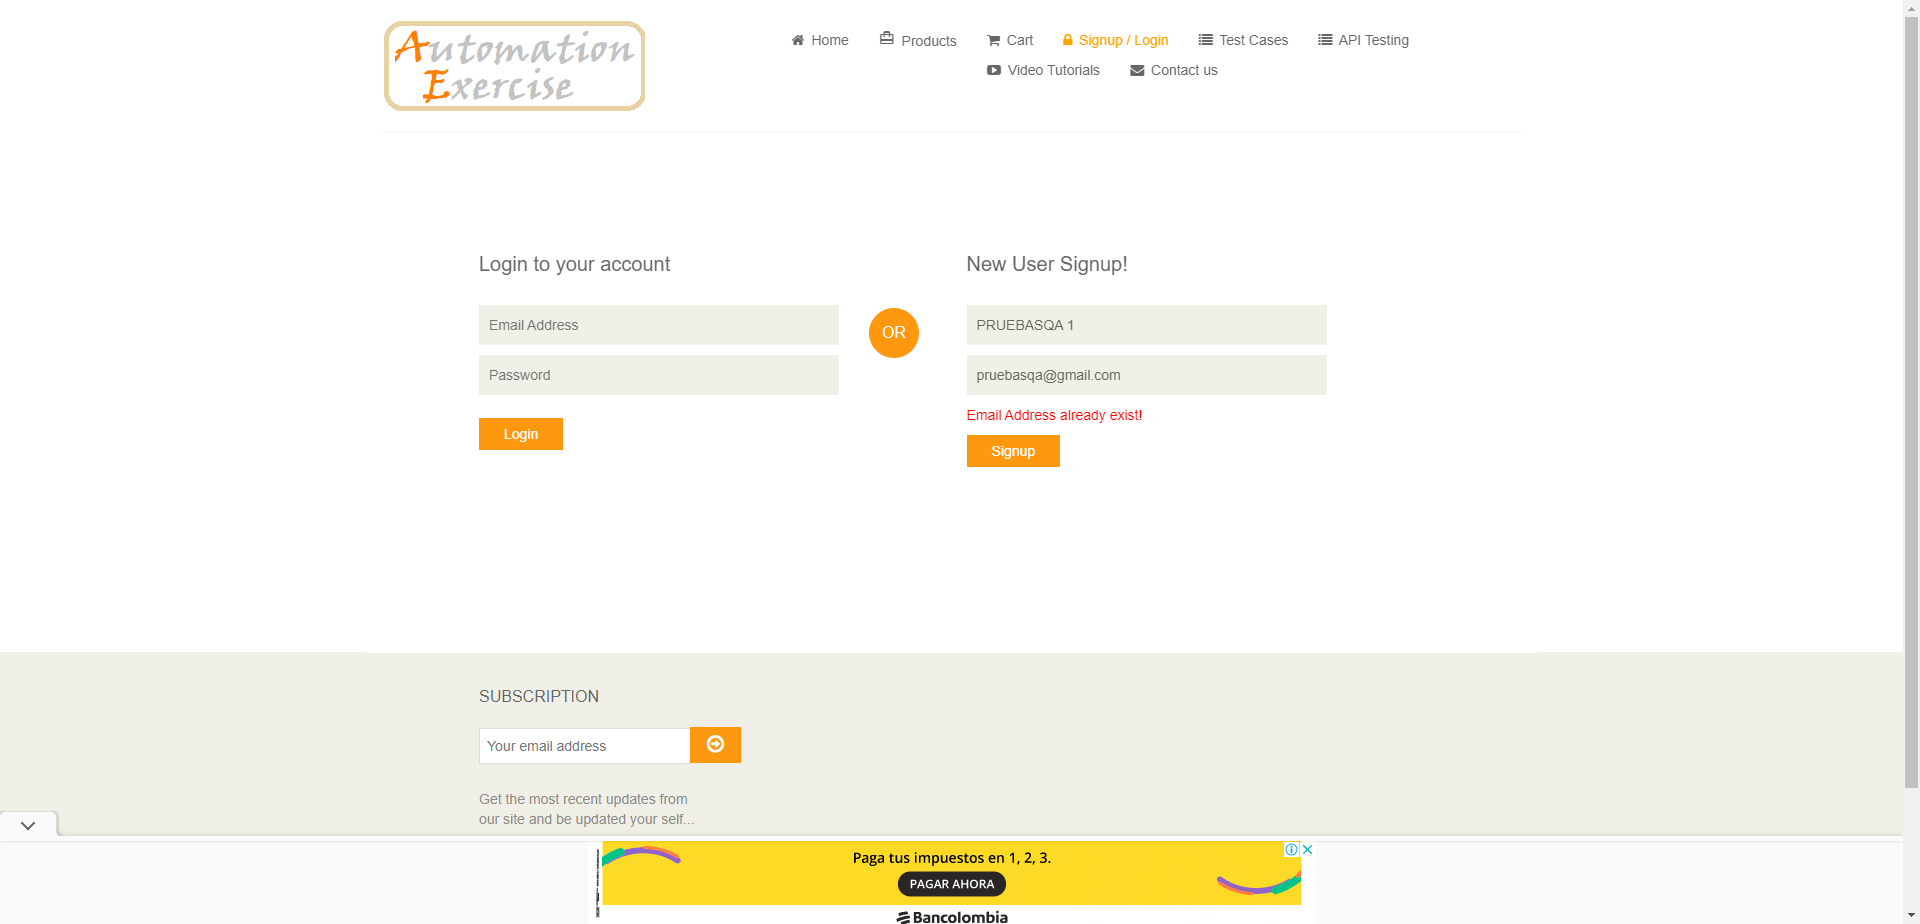 Automation
Exercise
Home
Products
Cart
Signup / Login
Test Cases
API Testing
Video Tutorials
Contact us
Login to your account
Email Address
Password
Login
OR
New User Signup!
PRUEBASQA 1
pruebasqa@gmail.com
Email Address already exist!
Signup
SUBSCRIPTION
Your email address
Get the most recent updates from
our site and be updated your self...
Paga tus impuestos en 1, 2, 3.
PAGAR AHORA
Bancolombia